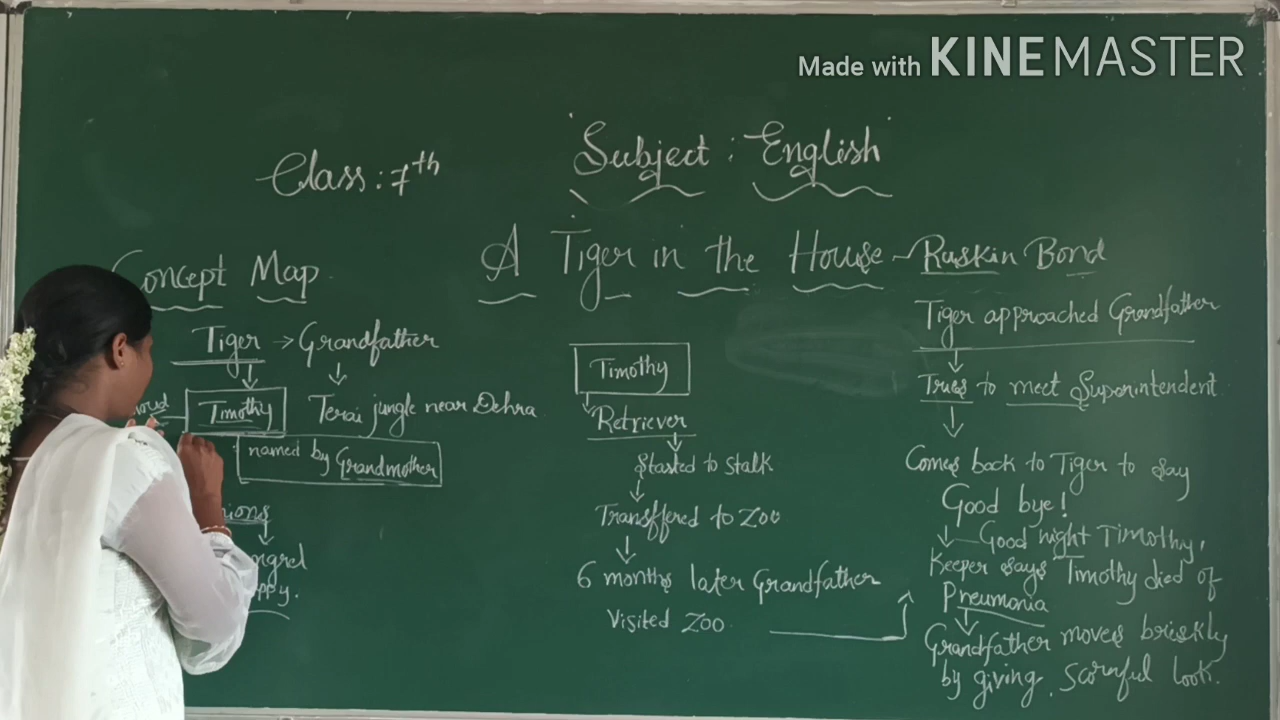 Made with KINEMASTER
Class : 7th
Subject : English
A Tiger in the House - Ruskin Bond
Concept Map
Tiger → Grandfather
Timothy
Terai jungle near Dehra
named by Grandmother
Timothy
Retriever
Started to Stalk
Transffered to Zoo
6 months later Grandfather
Visited Zoo
Tiger approached Grandfather
Tries to meet Superintendent
Comes back to Tiger to say
Good bye!
Good night Timothy,
Keeper says Timothy died of
Pneumonia
Grandfather moves briskly
by giving scornful look.